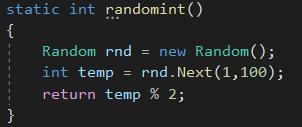 static int randomint()
{
    Random rnd = new Random();
    int temp = rnd.Next(1,100);
    return temp % 2;
}